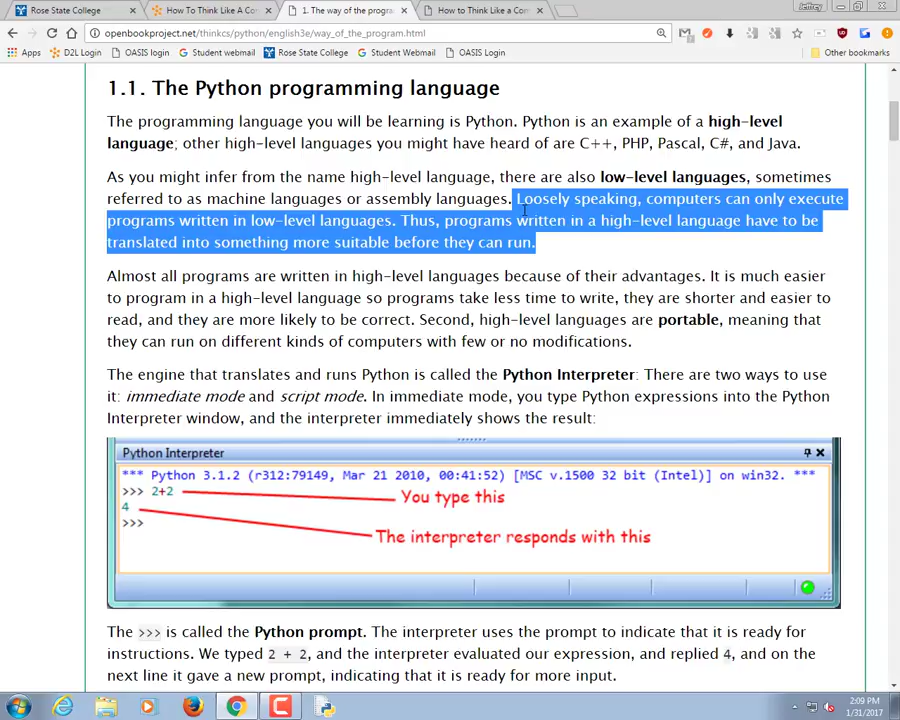 Rose State College
How To Think Like A Co
1. The way of the progra
How to Think Like a Com
Jeffrey
openbookproject.net/thinkcs/python/english3e/way_of_the_program.html
Apps
D2L Login
OASIS login
Student webmail
Rose State College
Student Webmail
OASIS Login
Other bookmarks
1.1. The Python programming language
The programming language you will be learning is Python. Python is an example of a high-level
language; other high-level languages you might have heard of are C++, PHP, Pascal, C#, and Java.
As you might infer from the name high-level language, there are also low-level languages, sometimes
referred to as machine languages or assembly languages. Loosely speaking, computers can only execute
programs written in low-level languages. Thus, programs written in a high-level language have to be
translated into something more suitable before they can run.
Almost all programs are written in high-level languages because of their advantages. It is much easier
to program in a high-level language so programs take less time to write, they are shorter and easier to
read, and they are more likely to be correct. Second, high-level languages are portable, meaning that
they can run on different kinds of computers with few or no modifications.
The engine that translates and runs Python is called the Python Interpreter: There are two ways to use
it: immediate mode and script mode. In immediate mode, you type Python expressions into the Python
Interpreter window, and the interpreter immediately shows the result:
Python Interpreter
*** Python 3.1.2 (r312:79149, Mar 21 2010, 00:41:52) [MSC v.1500 32 bit (Intel)] on win32. ***
>>> 2+2
You type this
4
>>>
The interpreter responds with this
The >>> is called the Python prompt. The interpreter uses the prompt to indicate that it is ready for
instructions. We typed 2 + 2, and the interpreter evaluated our expression, and replied 4, and on the
next line it gave a new prompt, indicating that it is ready for more input.
2:09 PM
1/31/2017